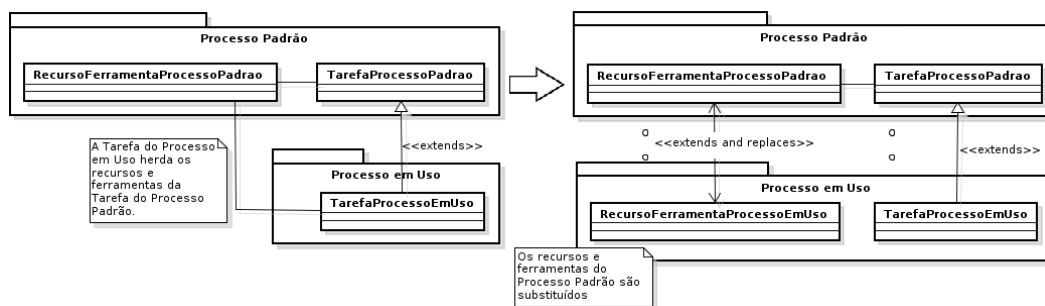 Processo Padrão
RecursoFerramentaProcessoPadrao
TarefaProcessoPadrao
A Tarefa do Processo
em Uso herda os
recursos e
ferramentas da
Tarefa do Processo
Padrão.
<<extends>>
Processo em Uso
TarefaProcessoEmUso
Processo Padrão
RecursoFerramentaProcessoPadrao
TarefaProcessoPadrao
<<extends and replaces>>
<<extends>>
Processo em Uso
RecursoFerramentaProcessoEmUso
TarefaProcessoEmUso
Os recursos e
ferramentas do
Processo Padrão são
substituídos